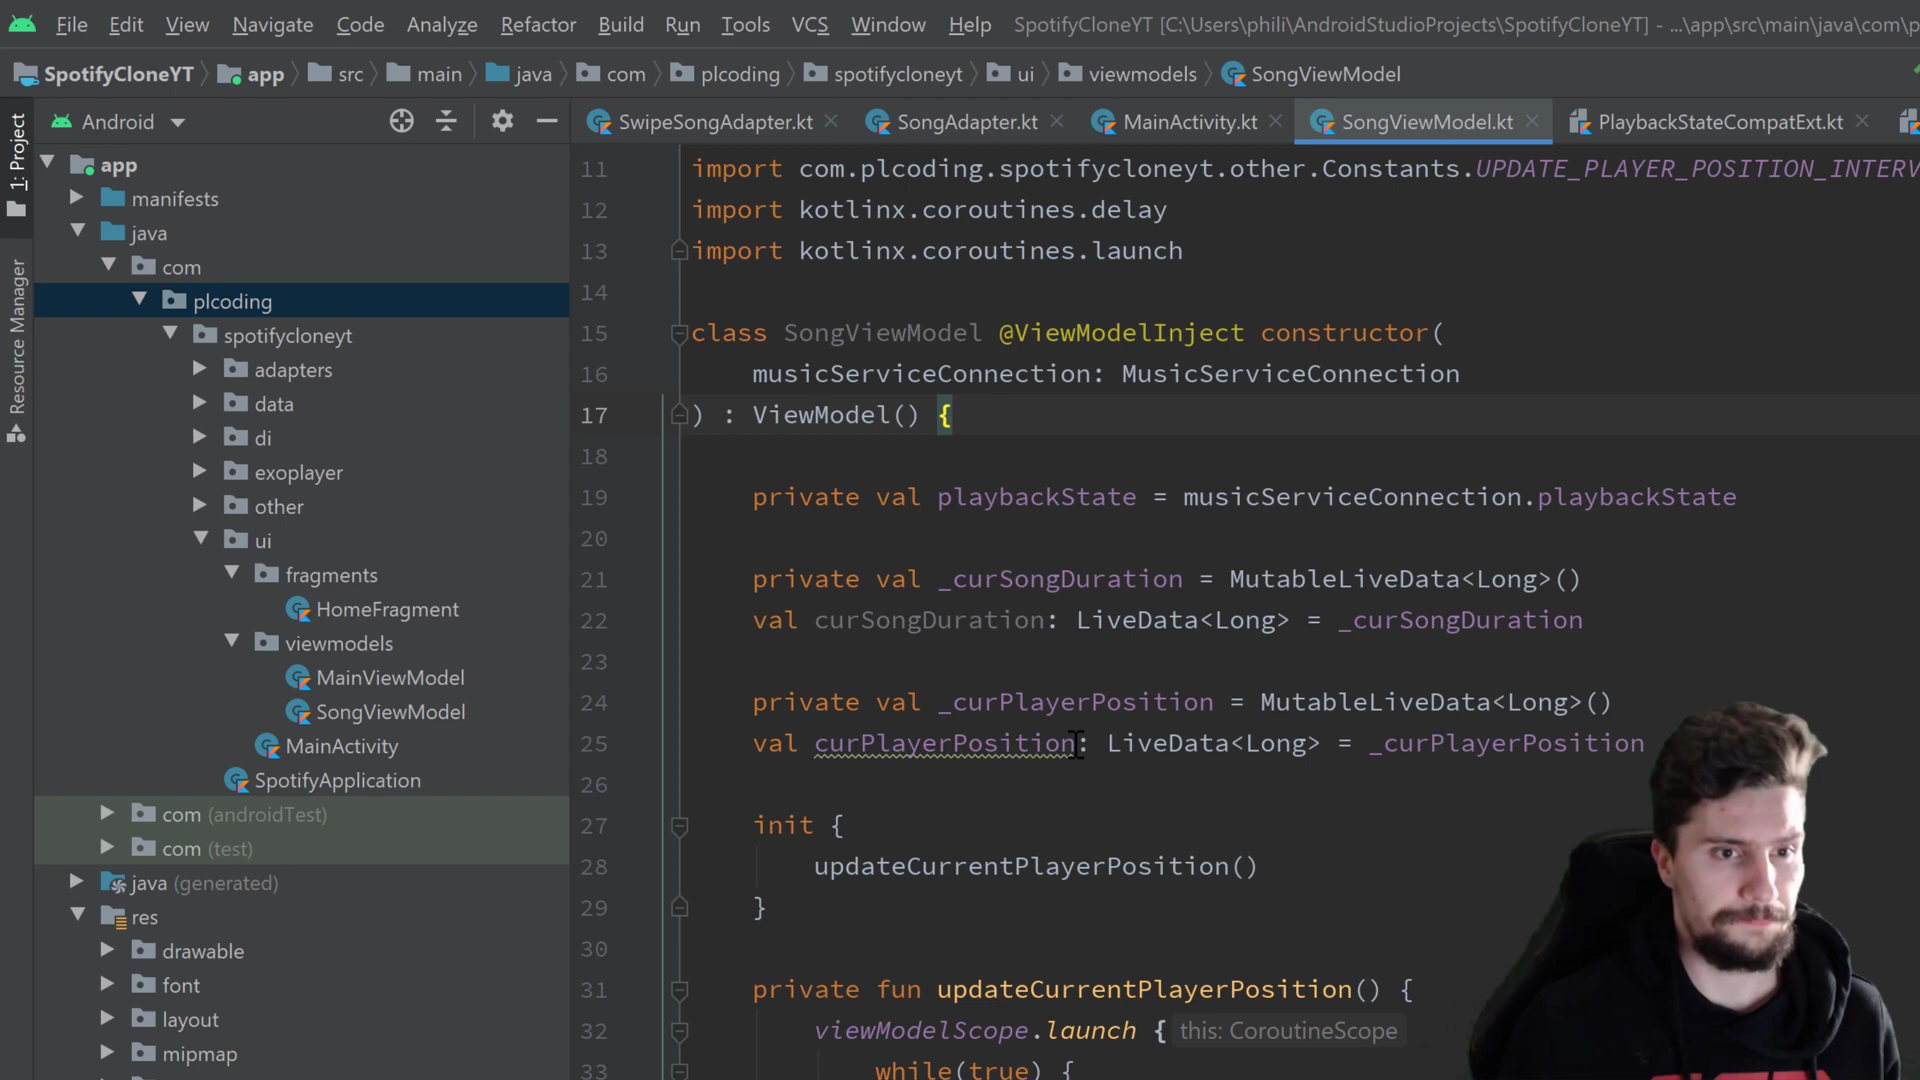 File Edit View Navigate Code Analyze Refactor Build Run Tools VCS Window Help SpotifyCloneYT [C:\Users\phili\AndroidStudioProjects\SpotifyCloneYT] - ...\app\src\main\java\com\p
SpotifyCloneYT app src main java com plcoding spotifycloneyt ui viewmodels SongViewModel
Android
SwipeSongAdapter.kt SongAdapter.kt MainActivity.kt SongViewModel.kt PlaybackStateCompatExt.kt
1: Project
Resource Manager
app
manifests
java
com
plcoding
spotifycloneyt
adapters
data
di
exoplayer
other
ui
fragments
HomeFragment
viewmodels
MainViewModel
SongViewModel
MainActivity
SpotifyApplication
com (androidTest)
com (test)
java (generated)
res
drawable
font
layout
mipmap
11 import com.plcoding.spotifycloneyt.other.Constants.UPDATE_PLAYER_POSITION_INTERV
12 import kotlinx.coroutines.delay
13 import kotlinx.coroutines.launch
14
15 class SongViewModel @ViewModelInject constructor(
16 musicServiceConnection: MusicServiceConnection
17 ) : ViewModel() {
18
19 private val playbackState = musicServiceConnection.playbackState
20
21 private val _curSongDuration = MutableLiveData<Long>()
22 val curSongDuration: LiveData<Long> = _curSongDuration
23
24 private val _curPlayerPosition = MutableLiveData<Long>()
25 val curPlayerPosition: LiveData<Long> = _curPlayerPosition
26
27 init {
28 updateCurrentPlayerPosition()
29 }
30
31 private fun updateCurrentPlayerPosition() {
32 viewModelScope.launch { this: CoroutineScope
33 while(true) {